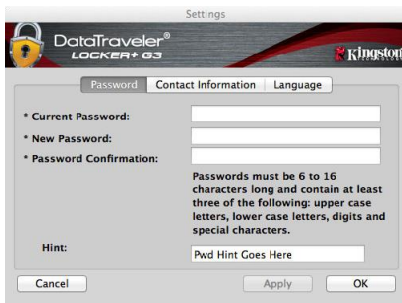 Settings
DataTraveler®
LOCKER+ G3
Kingston
TECHNOLOGY
Password Contact Information Language
* Current Password:
* New Password:
* Password Confirmation:
Passwords must be 6 to 16
characters long and contain at least
three of the following: upper case
letters, lower case letters, digits and
special characters.
Hint: Pwd Hint Goes Here
Cancel Apply OK